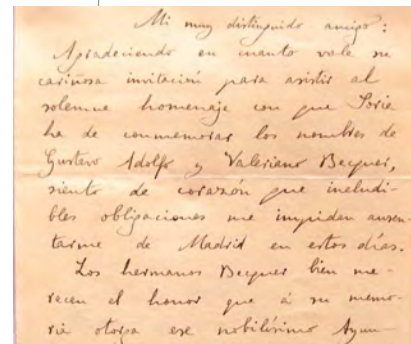 Mi muy distinguido amigo:
Agradeciendo en cuanto vale su
cariñosa invitación para asistir al
solemne homenaje con que Soria
ha de conmemorar los nombres de
Gustavo Adolfo y Valeriano Becquer,
siento de corazón que ineludi-
bles obligaciones me impidan ausen-
tarme de Madrid en estos días.
Los hermanos Becquer bien me-
recen el honor que á su memo-
ria otorga ese nobilísimo Ayun-